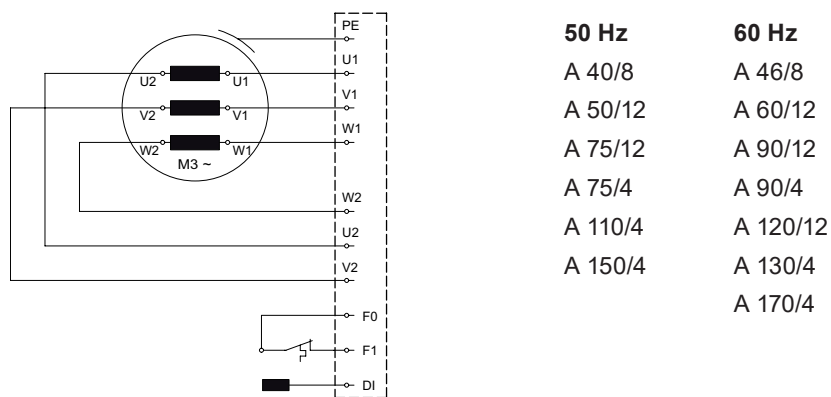 PE
U1
U2 U1
V1
V2 V1
W1
W2 W1
M3 ~
W2
U2
V2
F0
F1
DI
50 Hz 60 Hz
A 40/8 A 46/8
A 50/12 A 60/12
A 75/12 A 90/12
A 75/4 A 90/4
A 110/4 A 120/12
A 150/4 A 130/4
A 170/4